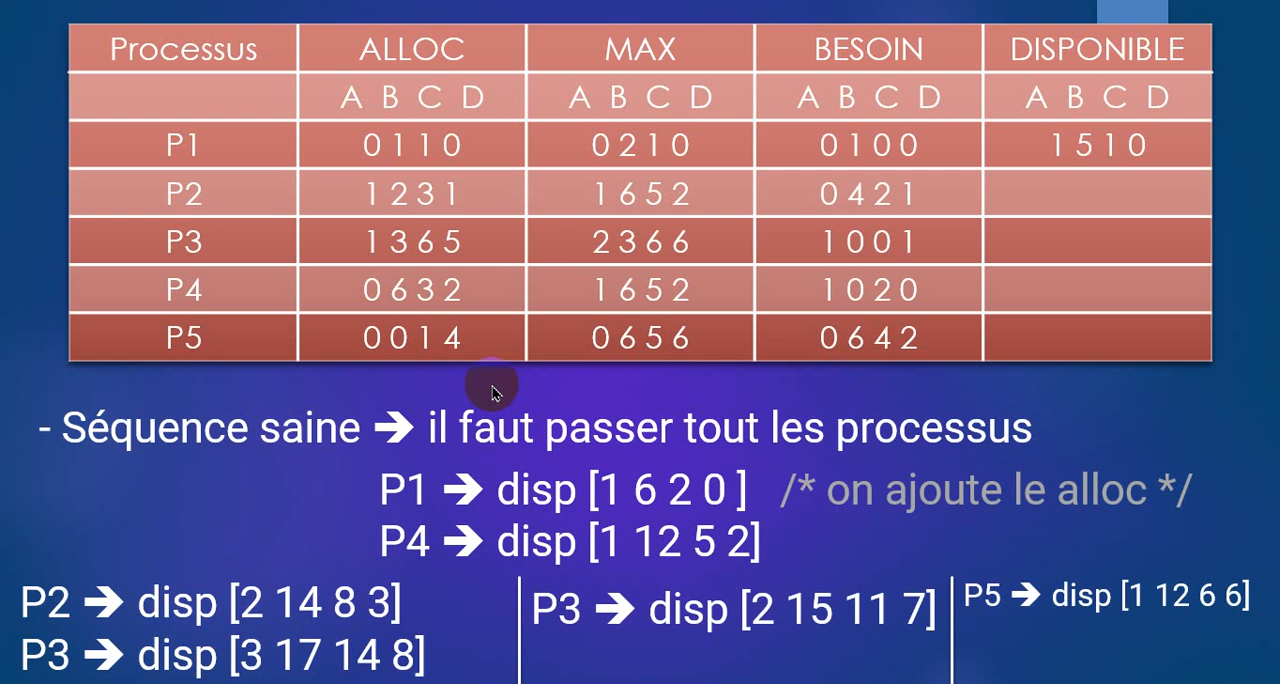 Processus ALLOC MAX BESOIN DISPONIBLE
A B C D A B C D A B C D A B C D
P1 0 1 1 0 0 2 1 0 0 1 0 0 1 5 1 0
P2 1 2 3 1 1 6 5 2 0 4 2 1
P3 1 3 6 5 2 3 6 6 1 0 0 1
P4 0 6 3 2 1 6 5 2 1 0 2 0
P5 0 0 1 4 0 6 5 6 0 6 4 2
- Séquence saine ➔ il faut passer tout les processus
P1 ➔ disp [1 6 2 0 ] /* on ajoute le alloc */
P4 ➔ disp [1 12 5 2]
P2 ➔ disp [2 14 8 3]
P3 ➔ disp [3 17 14 8]
P3 ➔ disp [2 15 11 7]
P5 ➔ disp [1 12 6 6]